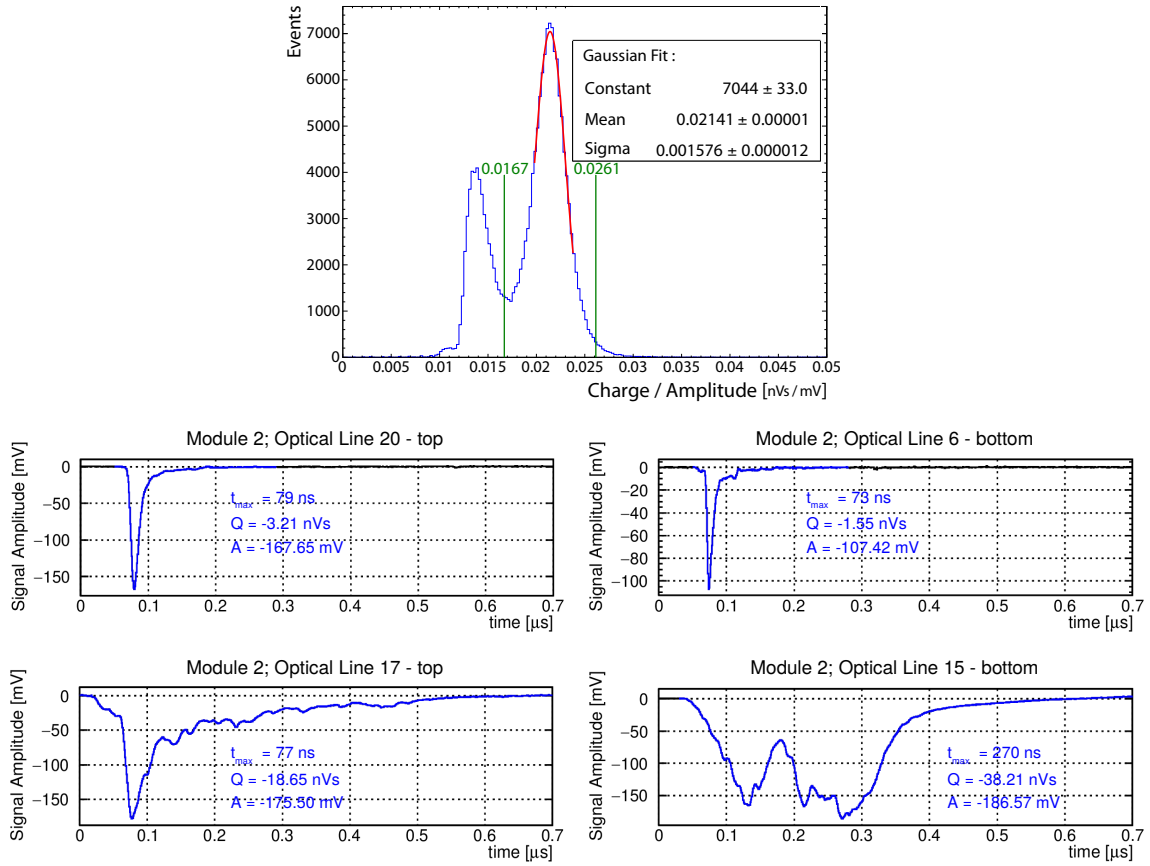 Events
7000
6000
5000
4000
3000
2000
1000
0
Gaussian Fit :
Constant 7044 ± 33.0
Mean 0.02141 ± 0.00001
Sigma 0.001576 ± 0.000012
0.0167 0.0261
0 0.005 0.01 0.015 0.02 0.025 0.03 0.035 0.04 0.045 0.05
Charge / Amplitude [nVs / mV]
Module 2; Optical Line 20 - top
Signal Amplitude [mV]
0
−50
−100
−150
t_max = 79 ns
Q = -3.21 nVs
A = -167.65 mV
0 0.1 0.2 0.3 0.4 0.5 0.6 0.7
time [μs]
Module 2; Optical Line 6 - bottom
Signal Amplitude [mV]
0
−20
−40
−60
−80
−100
t_max = 73 ns
Q = -1.55 nVs
A = -107.42 mV
0 0.1 0.2 0.3 0.4 0.5 0.6 0.7
time [μs]
Module 2; Optical Line 17 - top
Signal Amplitude [mV]
0
−50
−100
−150
t_max = 77 ns
Q = -18.65 nVs
A = -175.50 mV
0 0.1 0.2 0.3 0.4 0.5 0.6 0.7
time [μs]
Module 2; Optical Line 15 - bottom
Signal Amplitude [mV]
0
−50
−100
−150
t_max = 270 ns
Q = -38.21 nVs
A = -186.57 mV
0 0.1 0.2 0.3 0.4 0.5 0.6 0.7
time [μs]